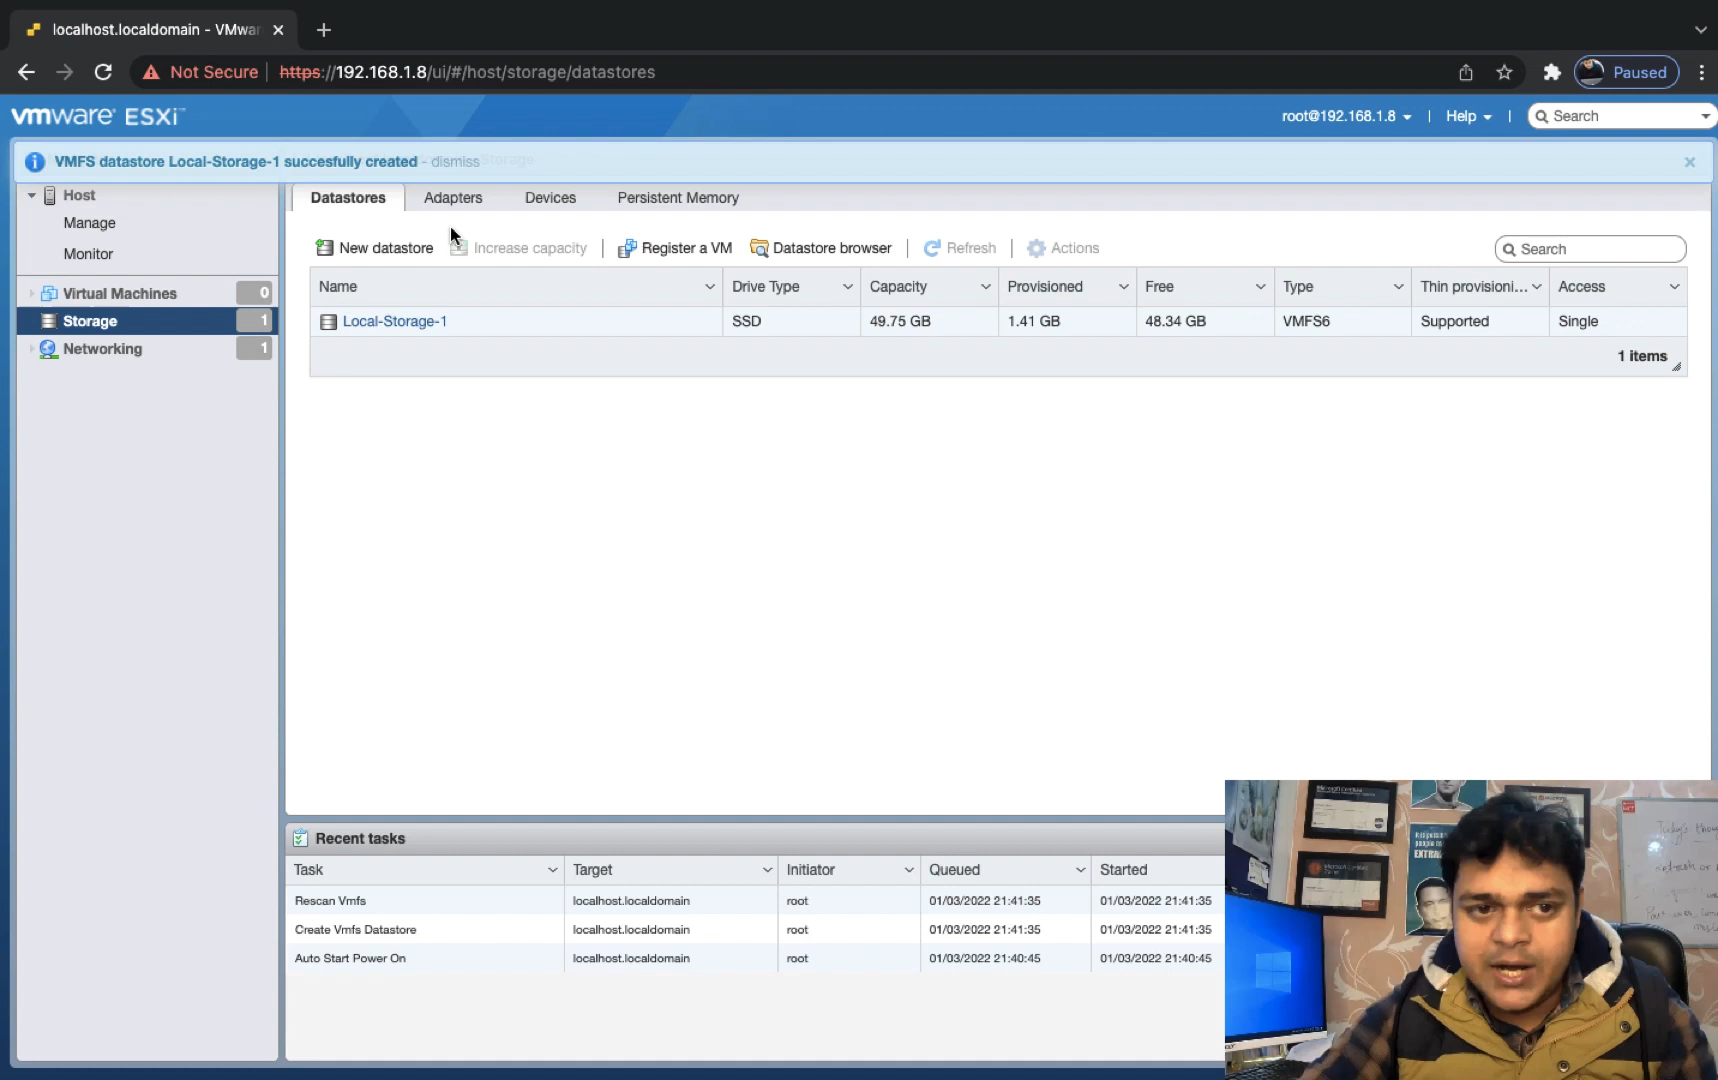 localhost.localdomain - VMwar
Not Secure https://192.168.1.8/ui/#/host/storage/datastores Paused
vmware® ESXi™ root@192.168.1.8 | Help | Search
VMFS datastore Local-Storage-1 succesfully created - dismiss
Host
Manage
Monitor
Virtual Machines 0
Storage 1
Networking 1
Datastores Adapters Devices Persistent Memory
New datastore Increase capacity | Register a VM Datastore browser | Refresh | Actions Search
Name Drive Type Capacity Provisioned Free Type Thin provisioni... Access
Local-Storage-1 SSD 49.75 GB 1.41 GB 48.34 GB VMFS6 Supported Single
1 items
Recent tasks
Task Target Initiator Queued Started
Rescan Vmfs localhost.localdomain root 01/03/2022 21:41:35 01/03/2022 21:41:35
Create Vmfs Datastore localhost.localdomain root 01/03/2022 21:41:35 01/03/2022 21:41:35
Auto Start Power On localhost.localdomain root 01/03/2022 21:40:45 01/03/2022 21:40:45